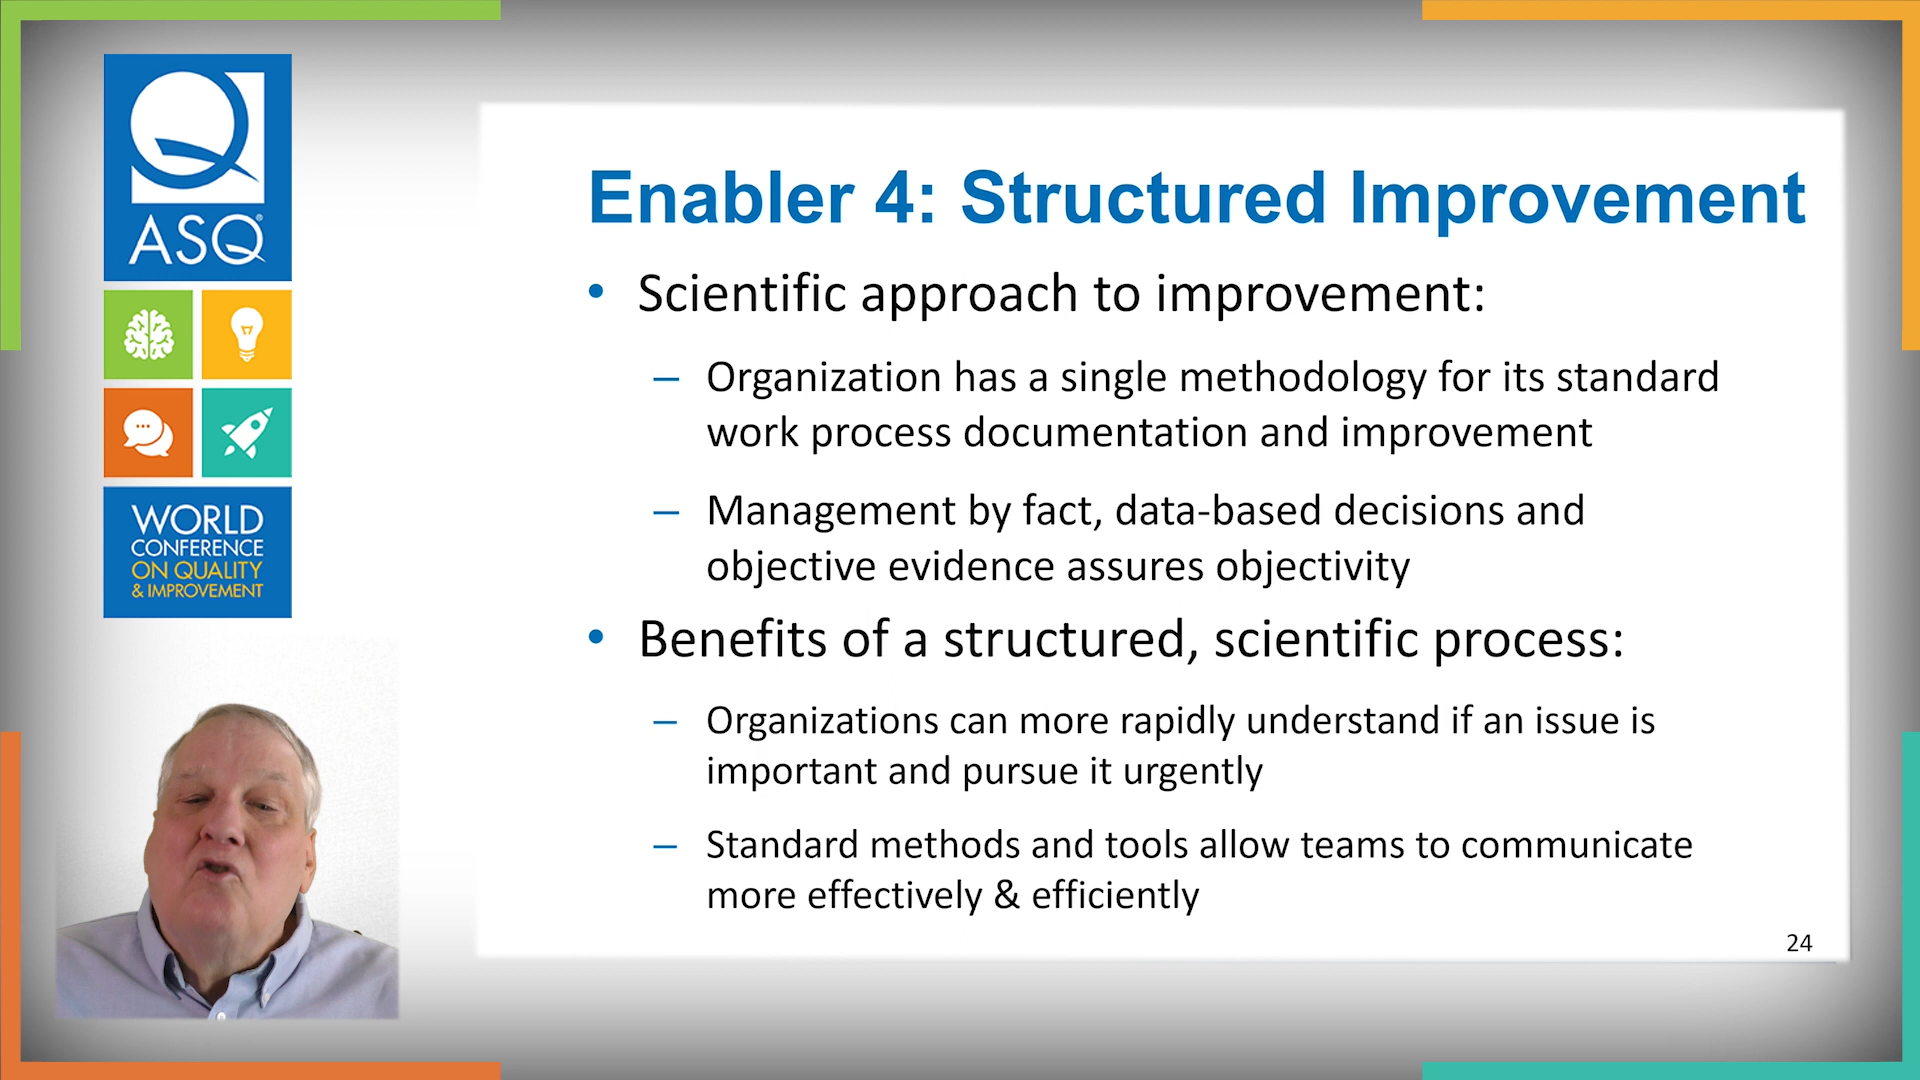 ASQ
WORLD
CONFERENCE
ON QUALITY
& IMPROVEMENT
Enabler 4: Structured Improvement
• Scientific approach to improvement:
– Organization has a single methodology for its standard
work process documentation and improvement
– Management by fact, data-based decisions and
objective evidence assures objectivity
• Benefits of a structured, scientific process:
– Organizations can more rapidly understand if an issue is
important and pursue it urgently
– Standard methods and tools allow teams to communicate
more effectively & efficiently
24